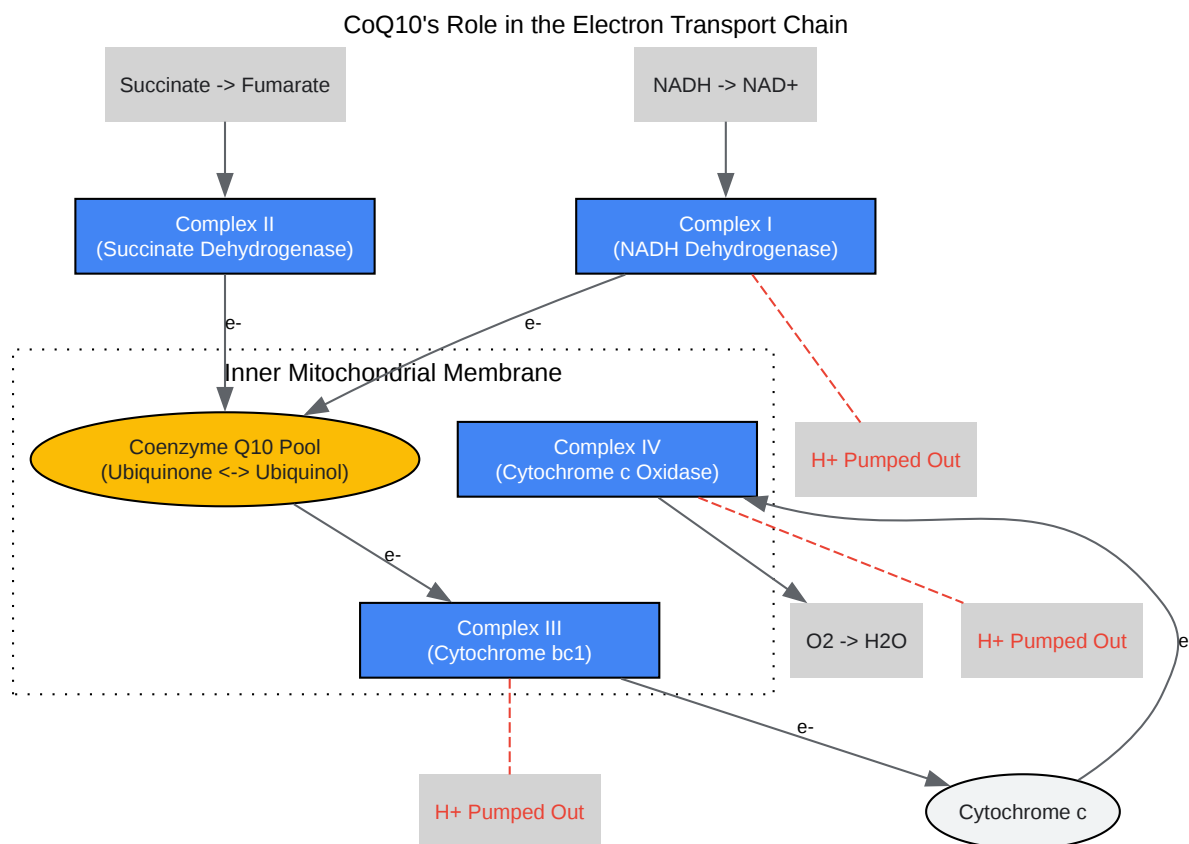 CoQ10's Role in the Electron Transport Chain
Succinate -> Fumarate
NADH -> NAD+
Complex II
(Succinate Dehydrogenase)
Complex I
(NADH Dehydrogenase)
e-
e-
Inner Mitochondrial Membrane
Coenzyme Q10 Pool
(Ubiquinone <-> Ubiquinol)
Complex IV
(Cytochrome c Oxidase)
H+ Pumped Out
e-
Complex III
(Cytochrome bc1)
O2 -> H2O
H+ Pumped Out
e
e-
H+ Pumped Out
Cytochrome c